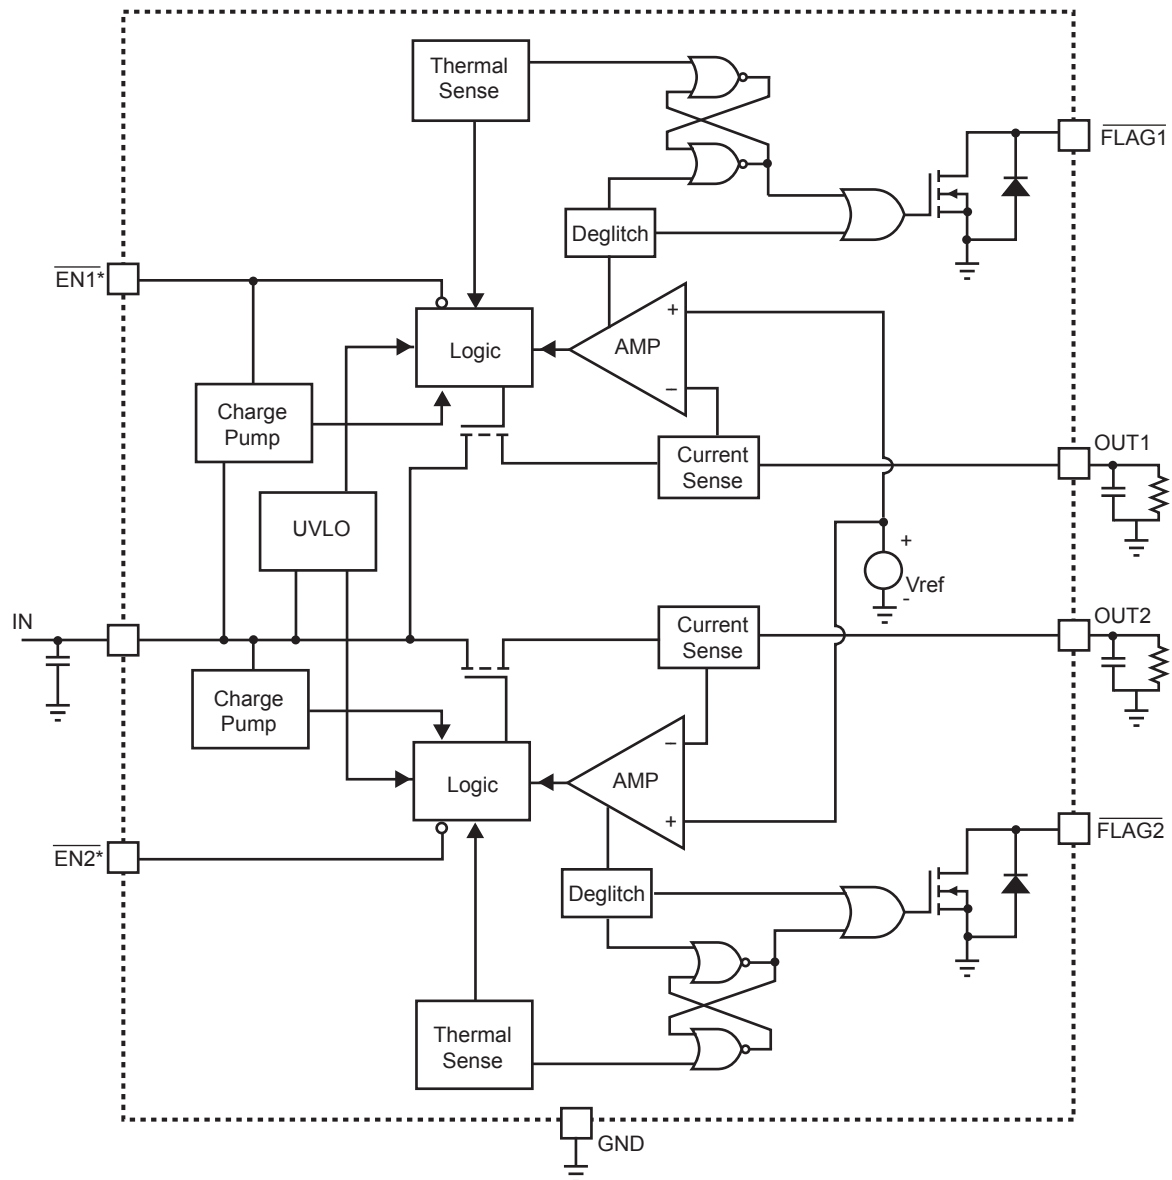 Thermal
Sense
FLAG1
Deglitch
EN1*
+
Logic
AMP
−
Charge
Pump
Current
Sense
OUT1
UVLO
+
Vref
-
IN
Current
Sense
OUT2
Charge
Pump
−
Logic
AMP
+
EN2*
FLAG2
Deglitch
Thermal
Sense
GND